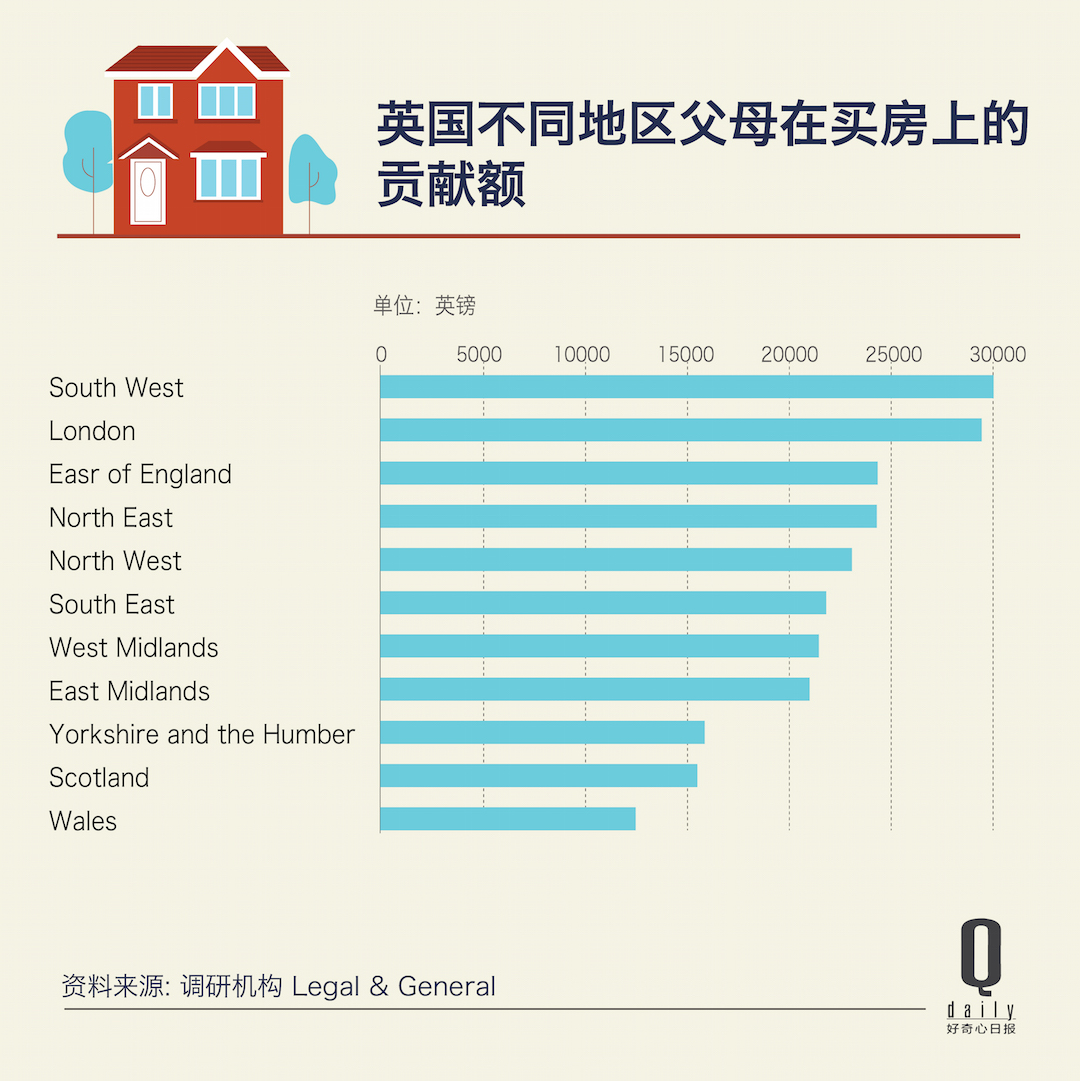 英国不同地区父母在买房上的
贡献额
单位：英镑
0 5000 10000 15000 20000 25000 30000
South West
London
Easr of England
North East
North West
South East
West Midlands
East Midlands
Yorkshire and the Humber
Scotland
Wales
资料来源: 调研机构 Legal & General
Q
daily
好奇心日报